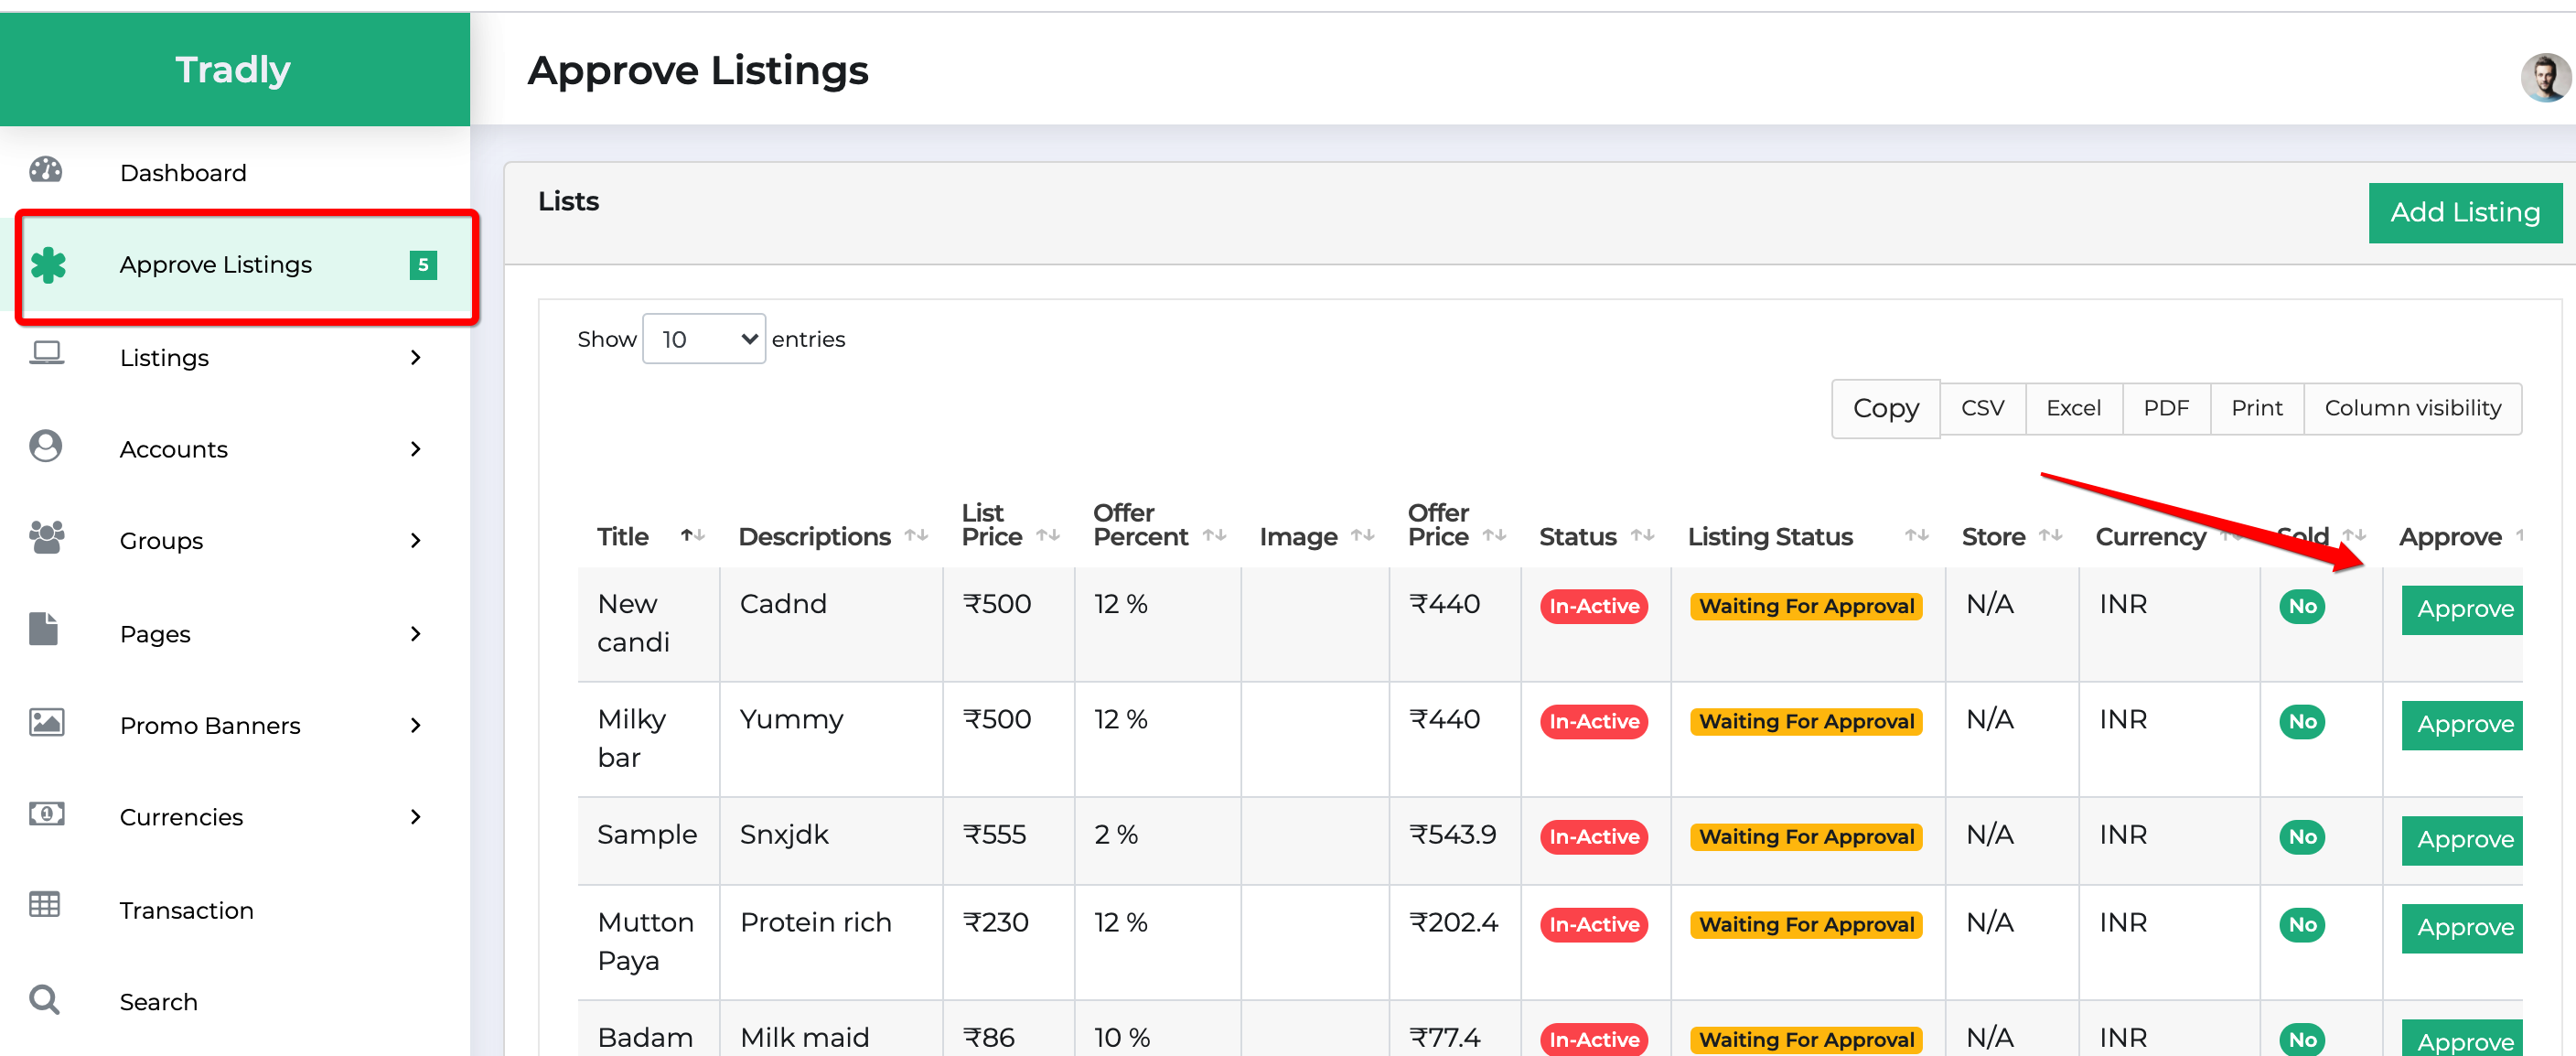 Tradly
Approve Listings
Dashboard
Approve Listings 5
Listings
Accounts
Groups
Pages
Promo Banners
Currencies
Transaction
Search
Lists
Add Listing
Show 10 entries
Copy CSV Excel PDF Print Column visibility
Title Descriptions List Price Offer Percent Image Offer Price Status Listing Status Store Currency Sold Approve
New candi Cadnd ₹500 12 % ₹440 In-Active Waiting For Approval N/A INR No Approve
Milky bar Yummy ₹500 12 % ₹440 In-Active Waiting For Approval N/A INR No Approve
Sample Snxjdk ₹555 2 % ₹543.9 In-Active Waiting For Approval N/A INR No Approve
Mutton Paya Protein rich ₹230 12 % ₹202.4 In-Active Waiting For Approval N/A INR No Approve
Badam Milk maid ₹86 10 % ₹77.4 In-Active Waiting For Approval N/A INR No Approve